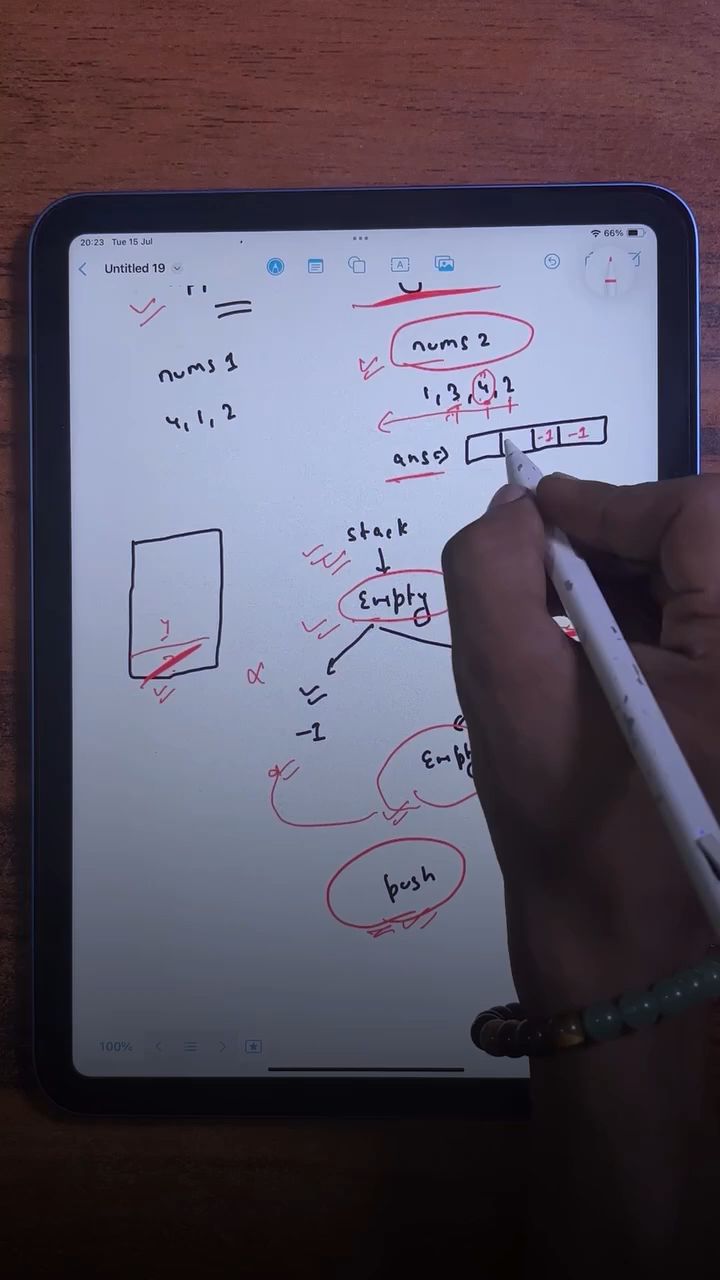 20:23 Tue 15 Jul
66%
Untitled 19
A
nums 1
4, 1, 2
nums 2
1, 3, 4, 2
ans =>
-1 -1
stack
Empty
-1
Empty
push
100%